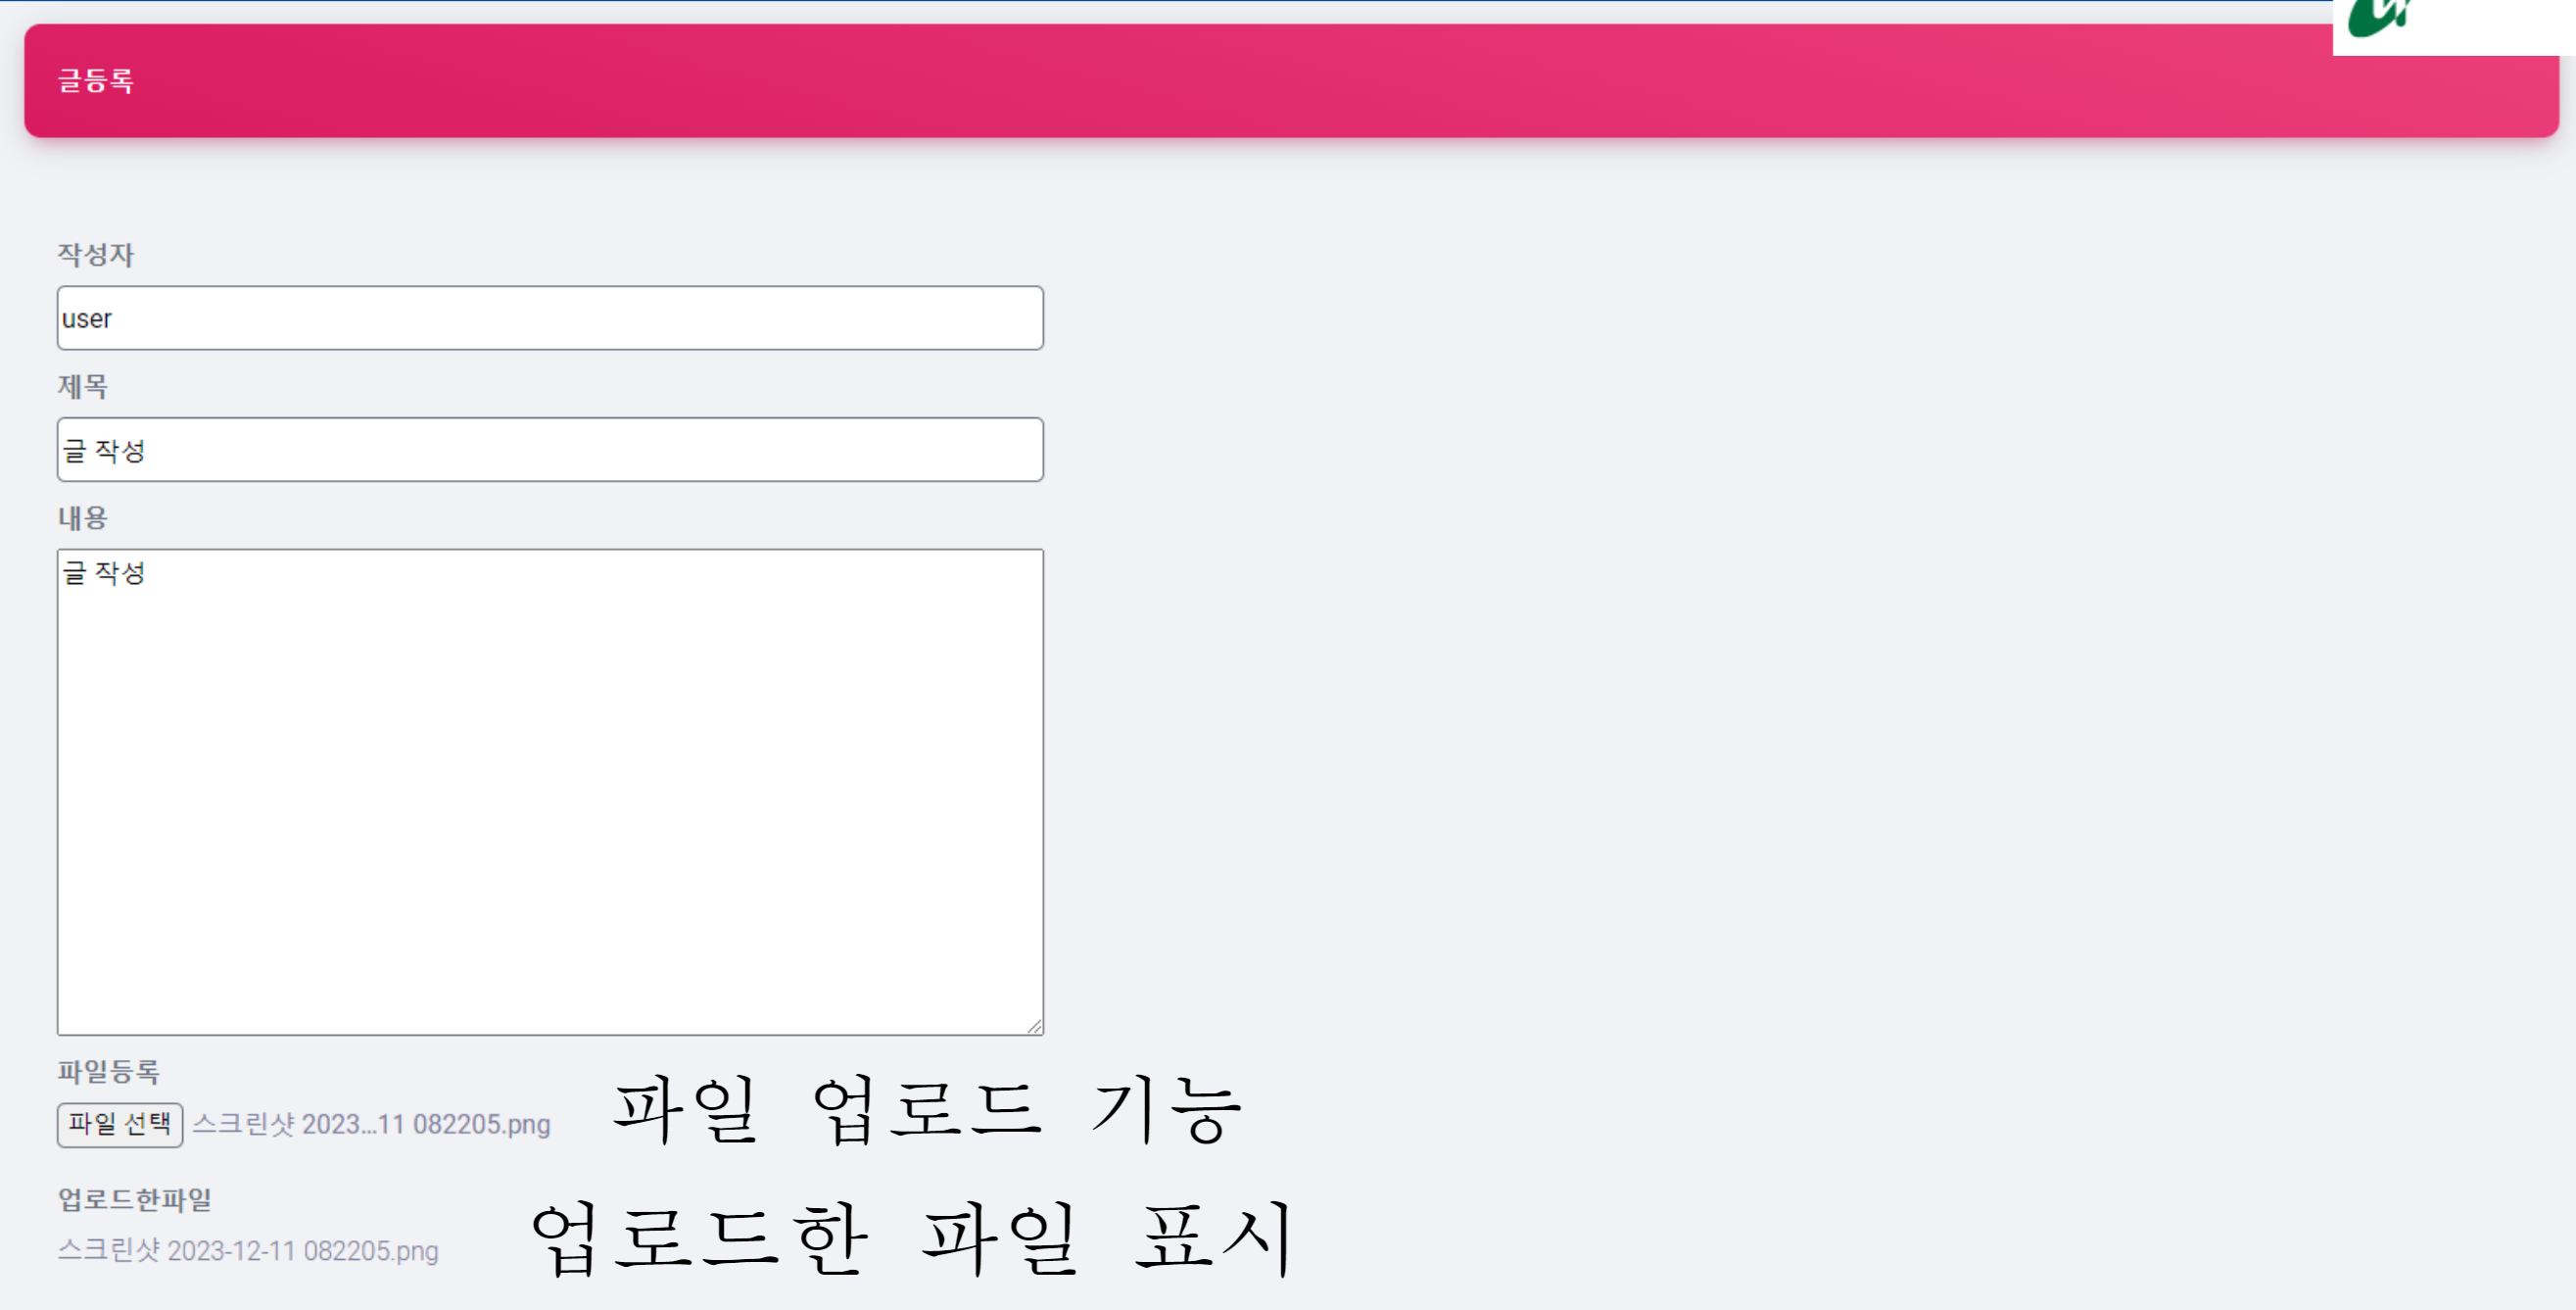 글등록
작성자
user
제목
글 작성
내용
글 작성
파일등록
파일 선택 스크린샷 2023...11 082205.png 파일 업로드 기능
업로드한파일
스크린샷 2023-12-11 082205.png 업로드한 파일 표시